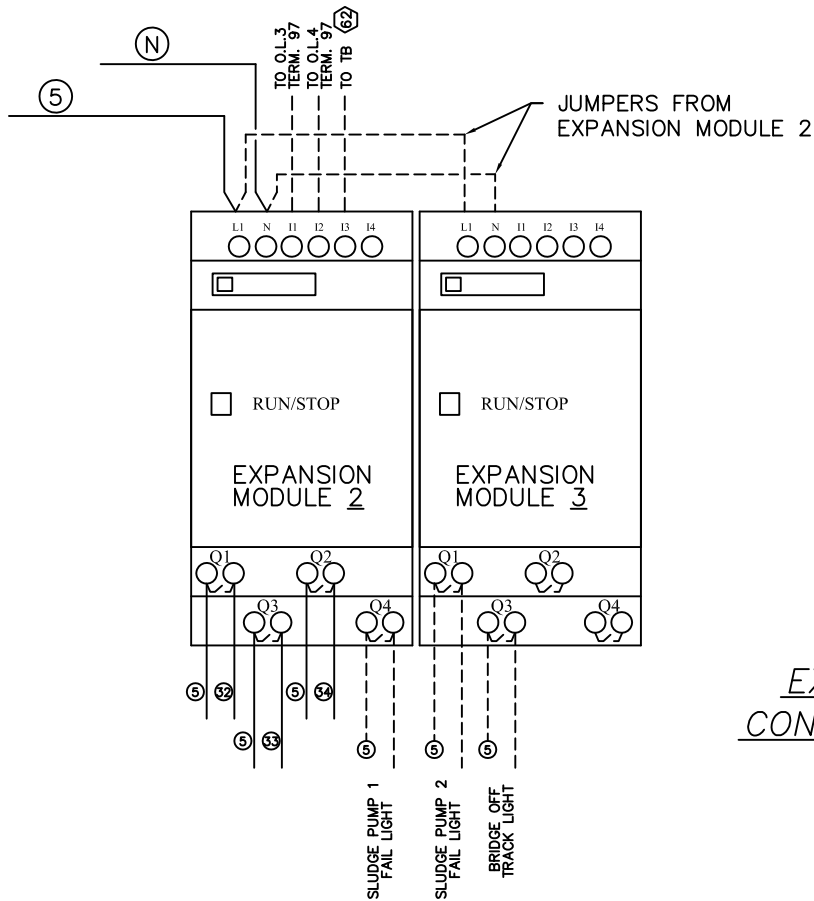 N
5
TO O.L.3
TERM. 97
TO O.L.4
TERM. 97
TO TB 62
JUMPERS FROM
EXPANSION MODULE 2
L1 N I1 I2 I3 I4
L1 N I1 I2 I3 I4
RUN/STOP
RUN/STOP
EXPANSION
MODULE 2
EXPANSION
MODULE 3
Q1 Q2
Q3 Q4
Q1 Q2
Q3 Q4
5 32 5 34
5 33 5 5 5
SLUDGE PUMP 1
FAIL LIGHT
SLUDGE PUMP 2
FAIL LIGHT
BRIDGE OFF
TRACK LIGHT
EX
CON